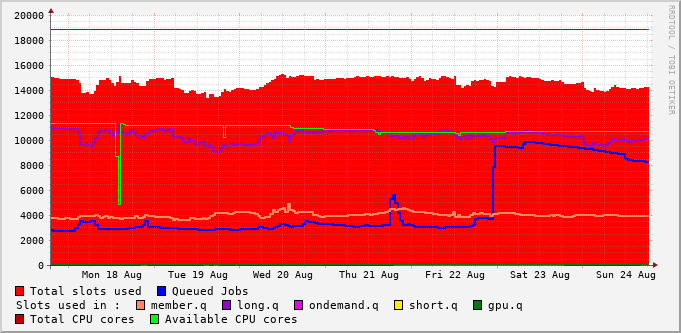 RRDTOOL / TOBI OETIKER
20000
18000
16000
14000
12000
10000
8000
6000
4000
2000
0
Mon 18 Aug Tue 19 Aug Wed 20 Aug Thu 21 Aug Fri 22 Aug Sat 23 Aug Sun 24 Aug
Total slots used Queued Jobs
Slots used in : member.q long.q ondemand.q short.q gpu.q
Total CPU cores Available CPU cores